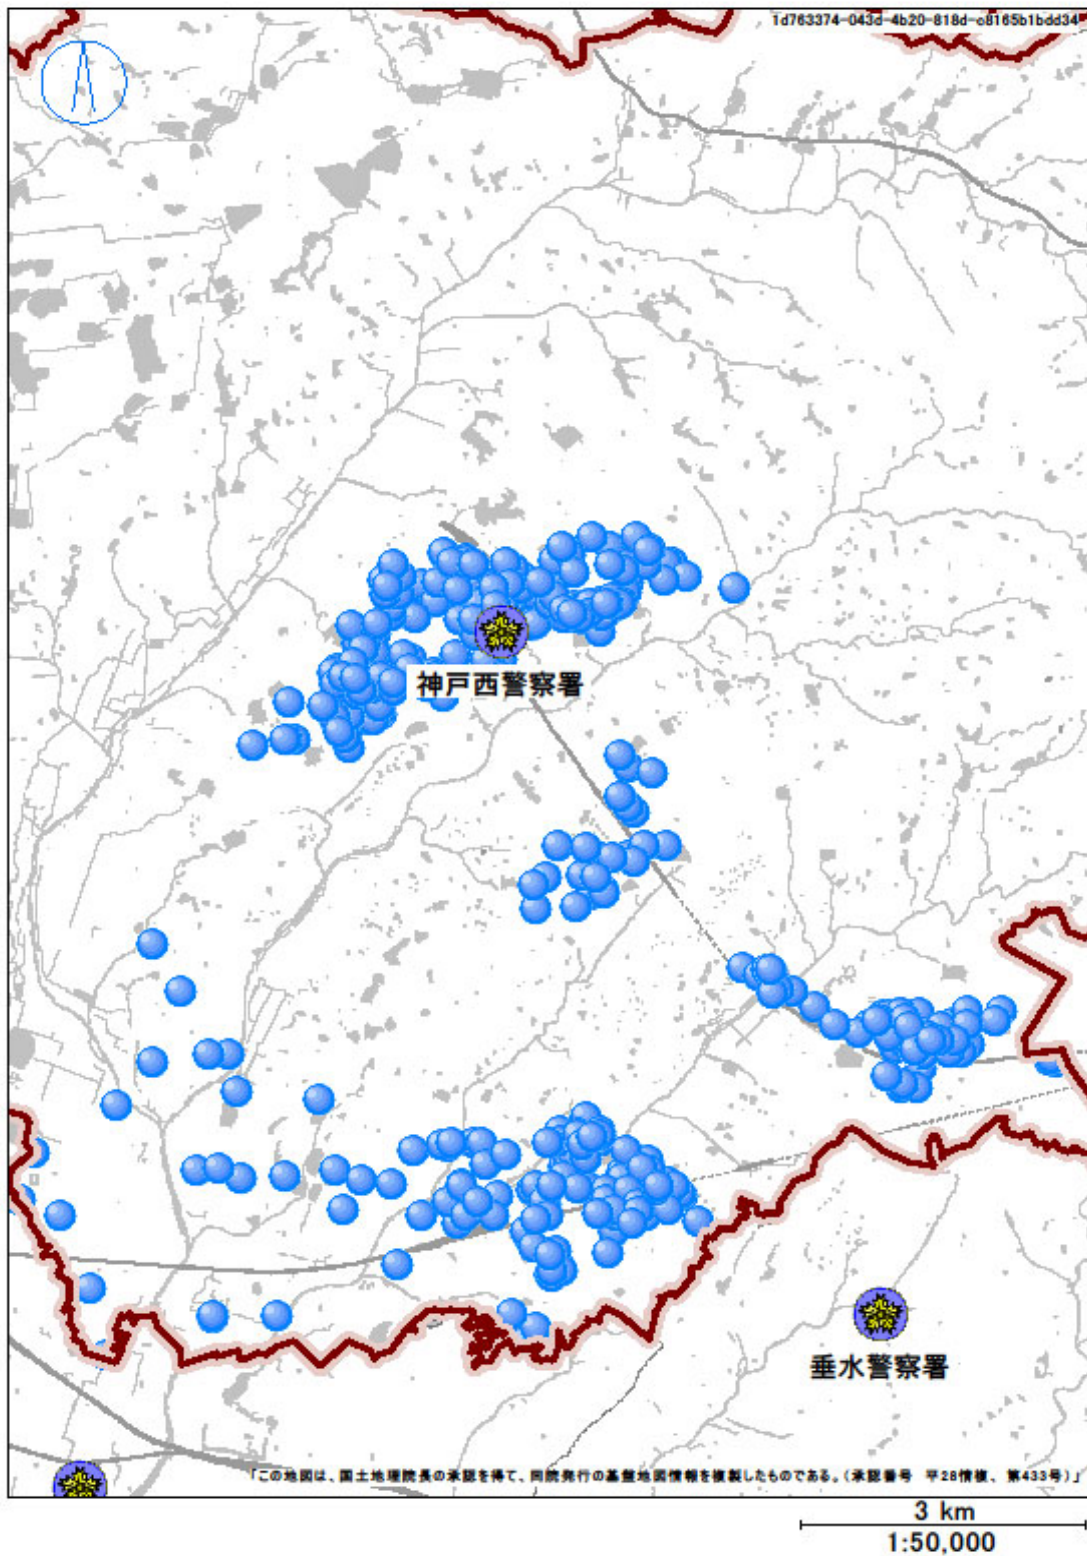 1d763374-043d-4b20-818d-c8165b1bdd34
神戸西警察署
垂水警察署
「この地図は、国土地理院長の承認を得て、同院発行の基盤地図情報を複製したものである。（承認番号　平28情複、第433号）」
3 km
1:50,000